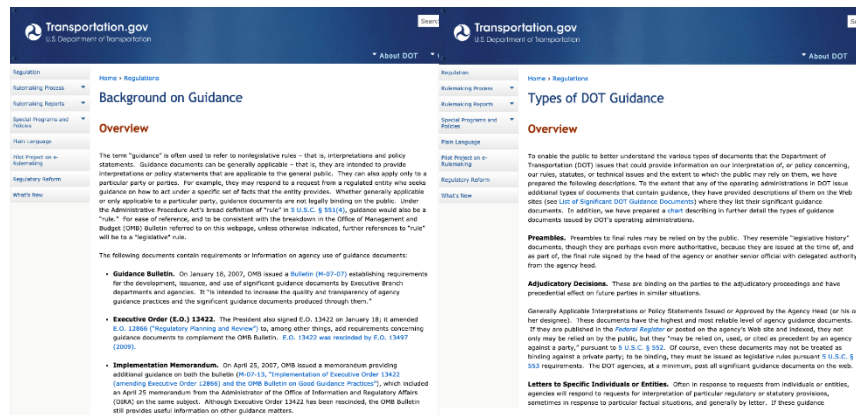 Transportation.gov
U.S. Department of Transportation
Searc
About DOT
Regulation
Rulemaking Process
Rulemaking Reports
Special Programs and
Policies
Plain Language
Pilot Project on e-
Rulemaking
Regulatory Reform
What's New
Home › Regulations
Background on Guidance
Overview
The term "guidance" is often used to refer to nonlegislative rules – that is, interpretations and policy
statements. Guidance documents can be generally applicable – that is, they are intended to provide
interpretations or policy statements that are applicable to the general public. They can also apply only to a
particular party or parties. For example, they may respond to a request from a regulated entity who seeks
guidance on how to act under a specific set of facts that the entity provides. Whether generally applicable
or only applicable to a particular party, guidance documents are not legally binding on the public. Under
the Administrative Procedure Act's broad definition of "rule" in 5 U.S.C. § 551(4), guidance would also be a
"rule." For ease of reference, and to be consistent with the breakdown in the Office of Management and
Budget (OMB) Bulletin referred to on this webpage, unless otherwise indicated, further references to "rule"
will be to a "legislative" rule.
The following documents contain requirements or information on agency use of guidance documents:
• Guidance Bulletin. On January 18, 2007, OMB issued a Bulletin (M-07-07) establishing requirements
for the development, issuance, and use of significant guidance documents by Executive Branch
departments and agencies. It "is intended to increase the quality and transparency of agency
guidance practices and the significant guidance documents produced through them."
• Executive Order (E.O.) 13422. The President also signed E.O. 13422 on January 18; it amended
E.O. 12866 ("Regulatory Planning and Review") to, among other things, add requirements concerning
guidance documents to complement the OMB Bulletin. E.O. 13422 was rescinded by E.O. 13497
(2009).
• Implementation Memorandum. On April 25, 2007, OMB issued a memorandum providing
additional guidance on both the bulletin (M-07-13, "Implementation of Executive Order 13422
(amending Executive Order 12866) and the OMB Bulletin on Good Guidance Practices"), which included
an April 25 memorandum from the Administrator of the Office of Information and Regulatory Affairs
(OIRA) on the same subject. Although Executive Order 13422 has been rescinded, the OMB Bulletin
still provides useful information on other guidance matters.
Transportation.gov
U.S. Department of Transportation
Se
About DOT
Regulation
Rulemaking Process
Rulemaking Reports
Special Programs and
Policies
Plain Language
Pilot Project on e-
Rulemaking
Regulatory Reform
What's New
Home › Regulations
Types of DOT Guidance
Overview
To enable the public to better understand the various types of documents that the Department of
Transportation (DOT) issues that could provide information on our interpretation of, or policy concerning,
our rules, statutes, or technical issues and the extent to which the public may rely on them, we have
prepared the following descriptions. To the extent that any of the operating administrations in DOT issue
additional types of documents that contain guidance, they have provided descriptions of them on the Web
sites (see List of Significant DOT Guidance Documents) where they list their significant guidance
documents. In addition, we have prepared a chart describing in further detail the types of guidance
documents issued by DOT's operating administrations.
Preambles. Preambles to final rules may be relied on by the public. They resemble "legislative history"
documents, though they are perhaps even more authoritative, because they are issued at the time of, and
as part of, the final rule signed by the head of the agency or another senior official with delegated authority
from the agency head.
Adjudicatory Decisions. These are binding on the parties to the adjudicatory proceedings and have
precedential effect on future parties in similar situations.
Generally Applicable Interpretations or Policy Statements Issued or Approved by the Agency Head (or his or
her designee). These documents have the highest and most reliable level of agency guidance documents.
If they are published in the Federal Register or posted on the agency's Web site and indexed, they not
only may be relied on by the public, but they "may be relied on, used, or cited as precedent by an agency
against a party," pursuant to 5 U.S.C. § 552. Of course, even these documents may not be treated as
binding against a private party; to be binding, they must be issued as legislative rules pursuant 5 U.S.C. §
553 requirements. The DOT agencies, at a minimum, post all significant guidance documents on the web.
Letters to Specific Individuals or Entities. Often in response to requests from individuals or entities,
agencies will respond to requests for interpretation of particular regulatory or statutory provisions,
sometimes in response to particular factual situations, and generally by letter. If these guidance